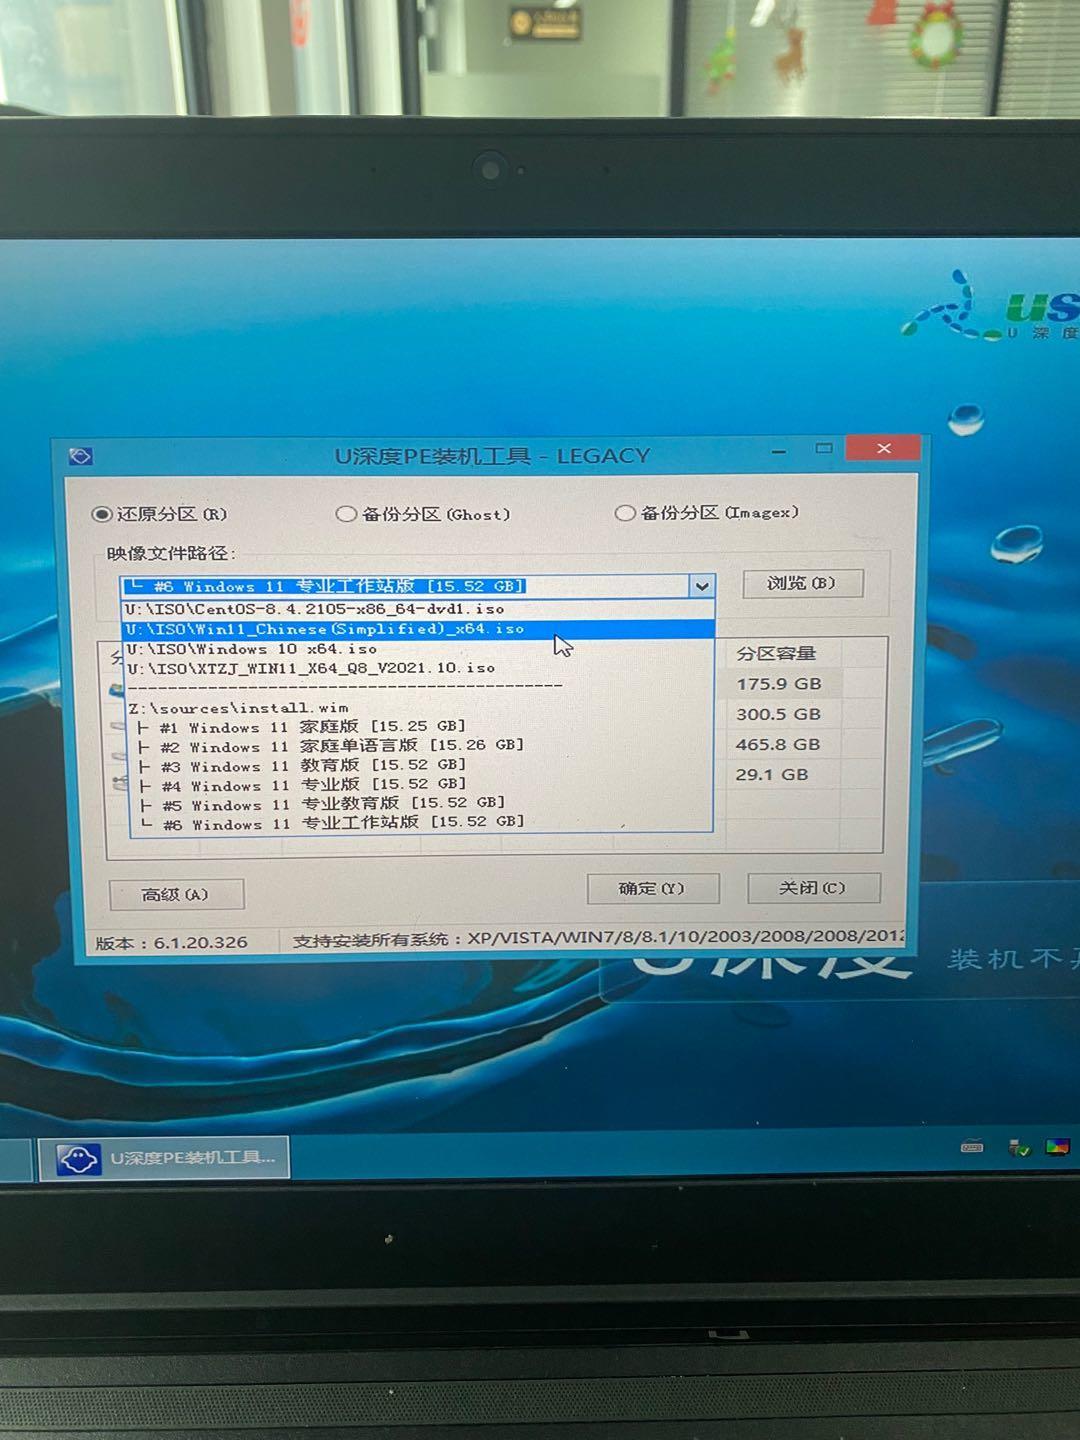 us
U 深 度
U深度PE装机工具 - LEGACY
还原分区(R) 备份分区(Ghost) 备份分区(Imagex)
映像文件路径:
└ #6 Windows 11 专业工作站版 [15.52 GB] 浏览(B)
U:\ISO\CentOS-8.4.2105-x86_64-dvd1.iso
U:\ISO\Win11_Chinese(Simplified)_x64.iso
U:\ISO\Windows 10 x64.iso
U:\ISO\XTZJ_WIN11_X64_Q8_V2021.10.iso
--------------------------------------------
Z:\sources\install.wim
├ #1 Windows 11 家庭版 [15.25 GB]
├ #2 Windows 11 家庭单语言版 [15.26 GB]
├ #3 Windows 11 教育版 [15.52 GB]
├ #4 Windows 11 专业版 [15.52 GB]
├ #5 Windows 11 专业教育版 [15.52 GB]
└ #6 Windows 11 专业工作站版 [15.52 GB]
分区容量
175.9 GB
300.5 GB
465.8 GB
29.1 GB
高级(A) 确定(Y) 关闭(C)
版本：6.1.20.326 支持安装所有系统：XP/VISTA/WIN7/8/8.1/10/2003/2008/2008/2012
U深度 装机不
U深度PE装机工具...